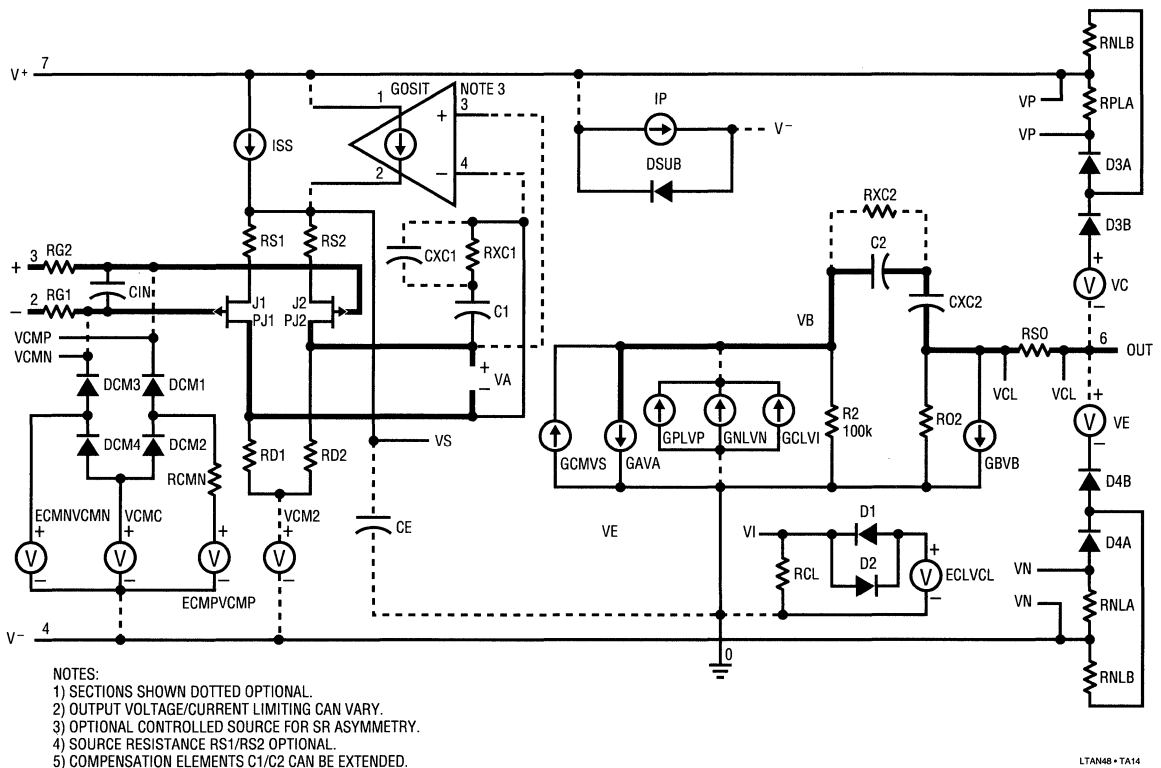 RNLB
V+ 7
GOSIT NOTE 3
1
3
+
IP
VP
RPLA
V−
VP
ISS
4
−
DSUB
D3A
2
RXC2
RS1
RS2
D3B
CXC1
RXC1
C2
+ 3 RG2
+
V
VC
−
CIN
J1
PJ1
J2
PJ2
C1
CXC2
− 2 RG1
VB
VCMP
VCMN
+
VA
−
RSO
6
OUT
VCL
VCL
DCM3
DCM1
+
V
VE
−
GPLVP
GNLVN
GCLVI
R2
100k
RO2
GCMVS
GAVA
GBVB
DCM4
DCM2
VS
RCMN
RD1
RD2
D4B
ECMNVCMN
+
VCMC
+
+
VCM2
+
CE
VE
D1
VI
D4A
V
V
V
V
RCL
D2
+
V
ECLVCL
−
VN
−
−
−
−
ECMPVCMP
VN
RNLA
V− 4
0
RNLB
NOTES:
1) SECTIONS SHOWN DOTTED OPTIONAL.
2) OUTPUT VOLTAGE/CURRENT LIMITING CAN VARY.
3) OPTIONAL CONTROLLED SOURCE FOR SR ASYMMETRY.
4) SOURCE RESISTANCE RS1/RS2 OPTIONAL.
5) COMPENSATION ELEMENTS C1/C2 CAN BE EXTENDED.
LTAN48 • TA14